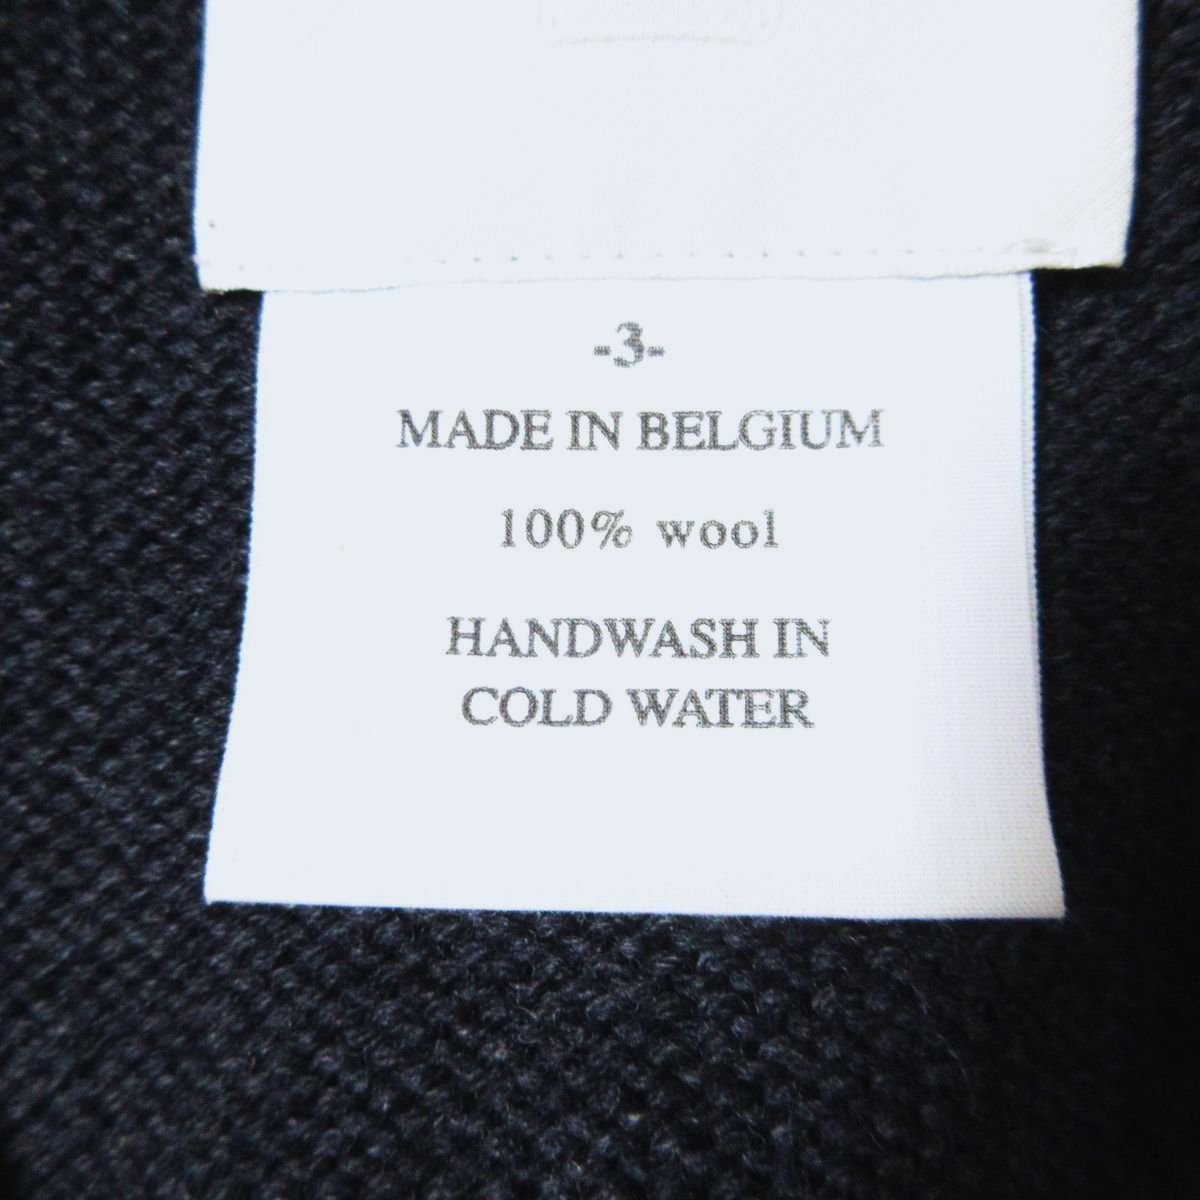 -3-
MADE IN BELGIUM
100% wool
HANDWASH IN
COLD WATER